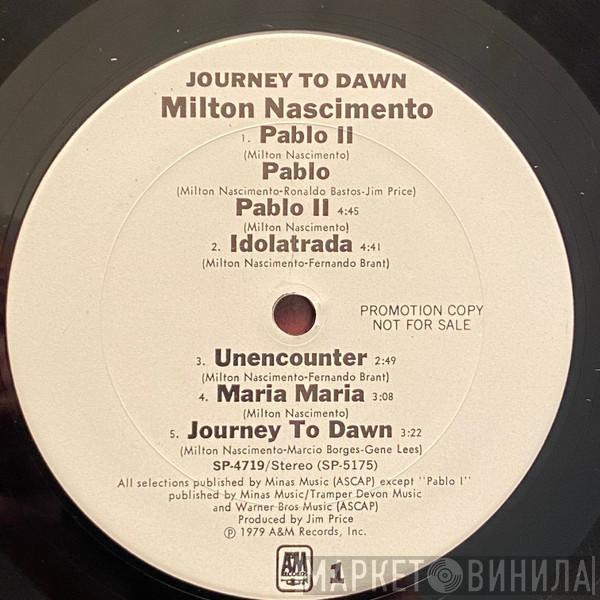 JOURNEY TO DAWN
Milton Nascimento
1. Pablo II
(Milton Nascimento)
Pablo
(Milton Nascimento-Ronaldo Bastos-Jim Price)
Pablo II 4:45
(Milton Nascimento)
2. Idolatrada 4:41
(Milton Nascimento-Fernando Brant)
PROMOTION COPY
NOT FOR SALE
3. Unencounter 2:49
(Milton Nascimento-Fernando Brant)
4. Maria Maria 3:08
(Milton Nascimento)
5. Journey To Dawn 3:22
(Milton Nascimento-Marcio Borges-Gene Lees)
SP-4719/Stereo (SP-5175)
All selections published by Minas Music (ASCAP) except "Pablo I"
published by Minas Music/Tramper Devon Music
and Warner Bros Music (ASCAP)
Produced by Jim Price
℗ 1979 A&M Records, Inc.
A&M
RECORDS
1
МАРКЕТ ВИНИЛА